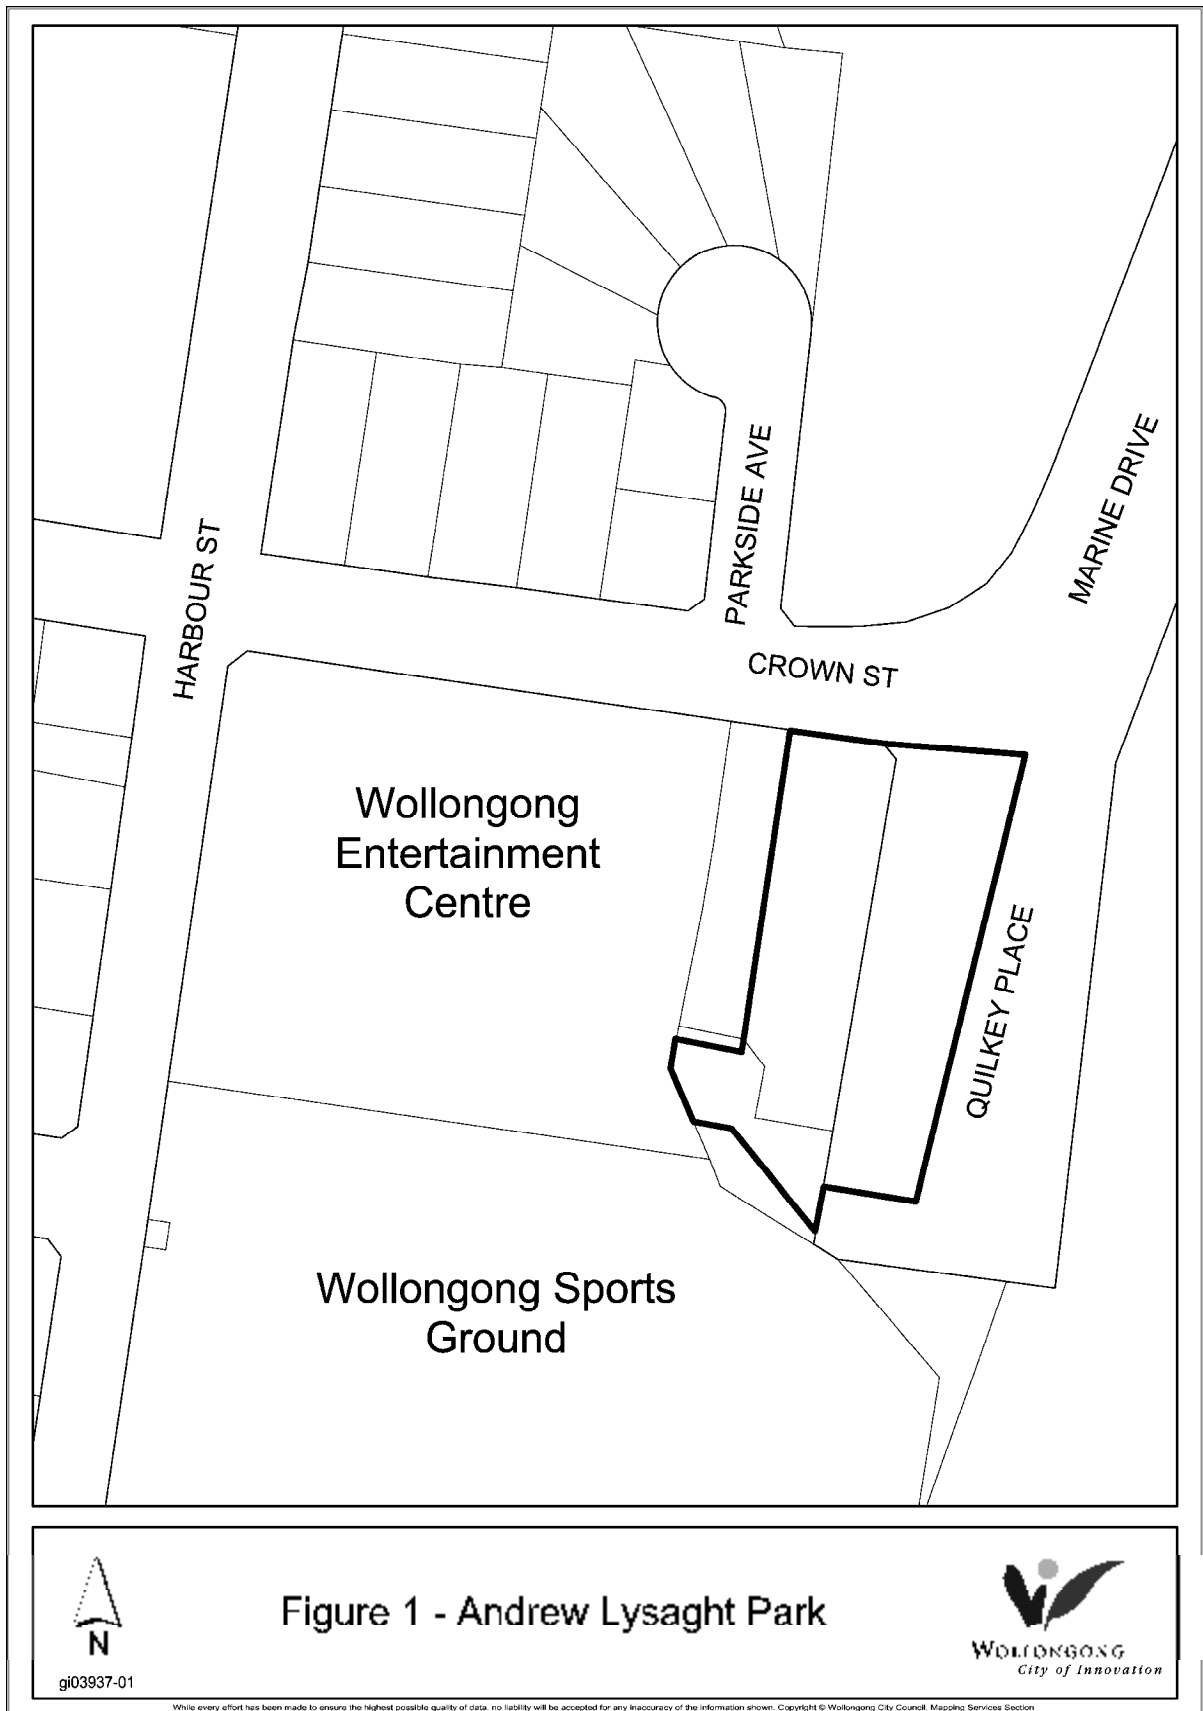 HARBOUR ST
PARKSIDE AVE
MARINE DRIVE
CROWN ST
Wollongong
Entertainment
Centre
QUILKEY PLACE
Wollongong Sports
Ground
N
gi03937-01
Figure 1 - Andrew Lysaght Park
WOLLONGONG
City of Innovation
While every effort has been made to ensure the highest possible quality of data, no liability will be accepted for any inaccuracy of the information shown. Copyright © Wollongong City Council, Mapping Services Section